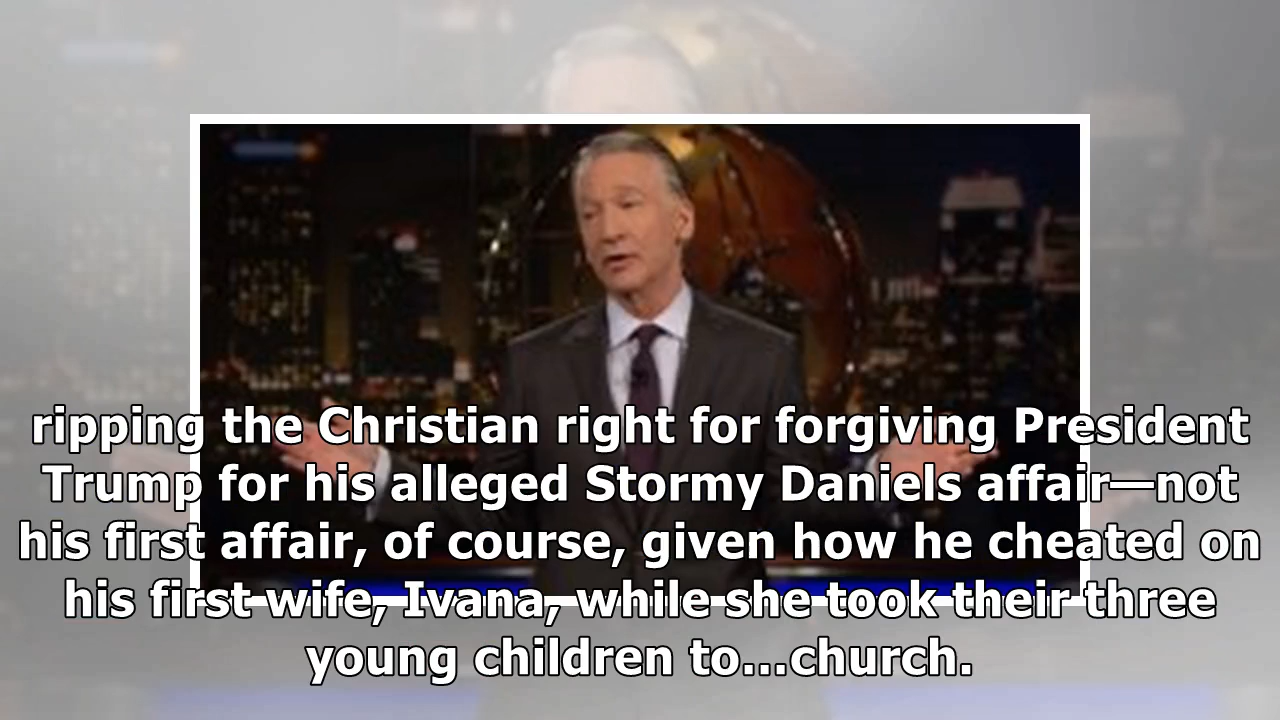 ripping the Christian right for forgiving President
Trump for his alleged Stormy Daniels affair—not
his first affair, of course, given how he cheated on
his first wife, Ivana, while she took their three
young children to...church.